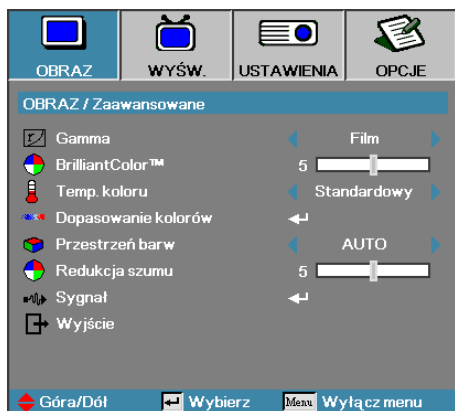 OBRAZ WYŚW. USTAWIENIA OPCJE
OBRAZ / Zaawansowane
Gamma Film
BrilliantColor™ 5
Temp. koloru Standardowy
Dopasowanie kolorów
Przestrzeń barw AUTO
Redukcja szumu 5
Sygnał
Wyjście
Góra/Dół Wybierz Menu Wyłącz menu